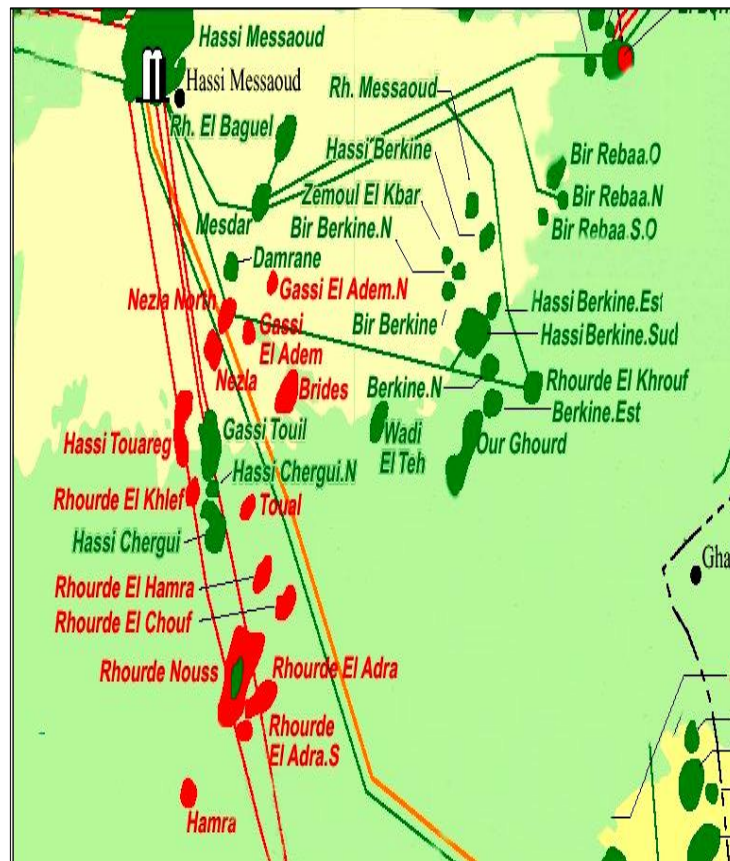 Hassi Messaoud
Hassi Messaoud
Rh. Messaoud
Rh. El Baguel
Hassi Berkine
Bir Rebaa.O
Zemoul El Kbar
Bir Rebaa.N
Mesdar
Bir Berkine.N
Bir Rebaa.S.O
Damrane
Gassi El Adem.N
Nezla North
Hassi Berkine.Est
Gassi
El Adem
Bir Berkine
Hassi Berkine.Sud
Nezla
Brides
Berkine.N
Rhourde El Khrouf
Berkine.Est
Hassi Touareg
Gassi Touil
Wadi
El Teh
Our Ghourd
Hassi Chergui.N
Rhourde El Khlef
Toual
Hassi Chergui
Gha
Rhourde El Hamra
Rhourde El Chouf
Rhourde Nouss
Rhourde El Adra
Rhourde
El Adra.S
Hamra